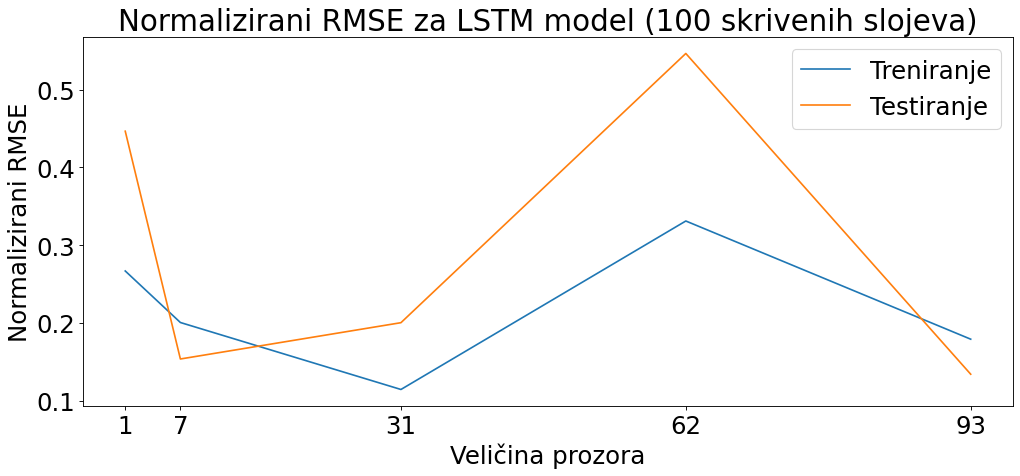 Normalizirani RMSE za LSTM model (100 skrivenih slojeva)
Treniranje
Testiranje
Normalizirani RMSE
0.5
0.4
0.3
0.2
0.1
1 7 31 62 93
Veličina prozora